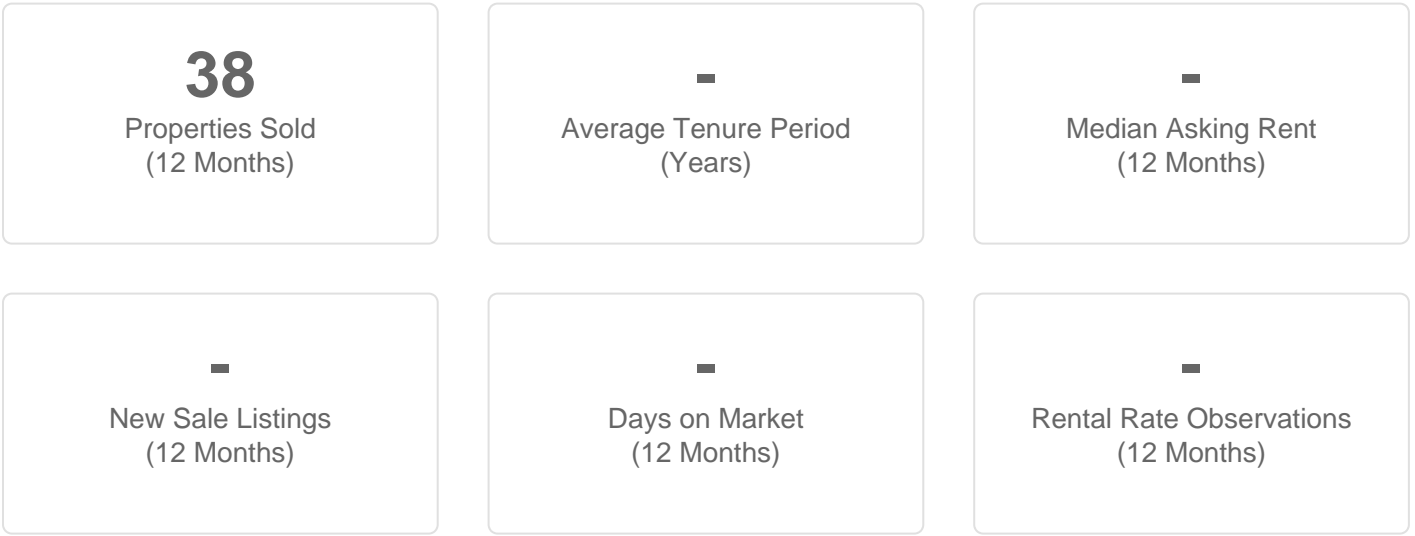 38
Properties Sold
(12 Months)
-
Average Tenure Period
(Years)
-
Median Asking Rent
(12 Months)
-
New Sale Listings
(12 Months)
-
Days on Market
(12 Months)
-
Rental Rate Observations
(12 Months)